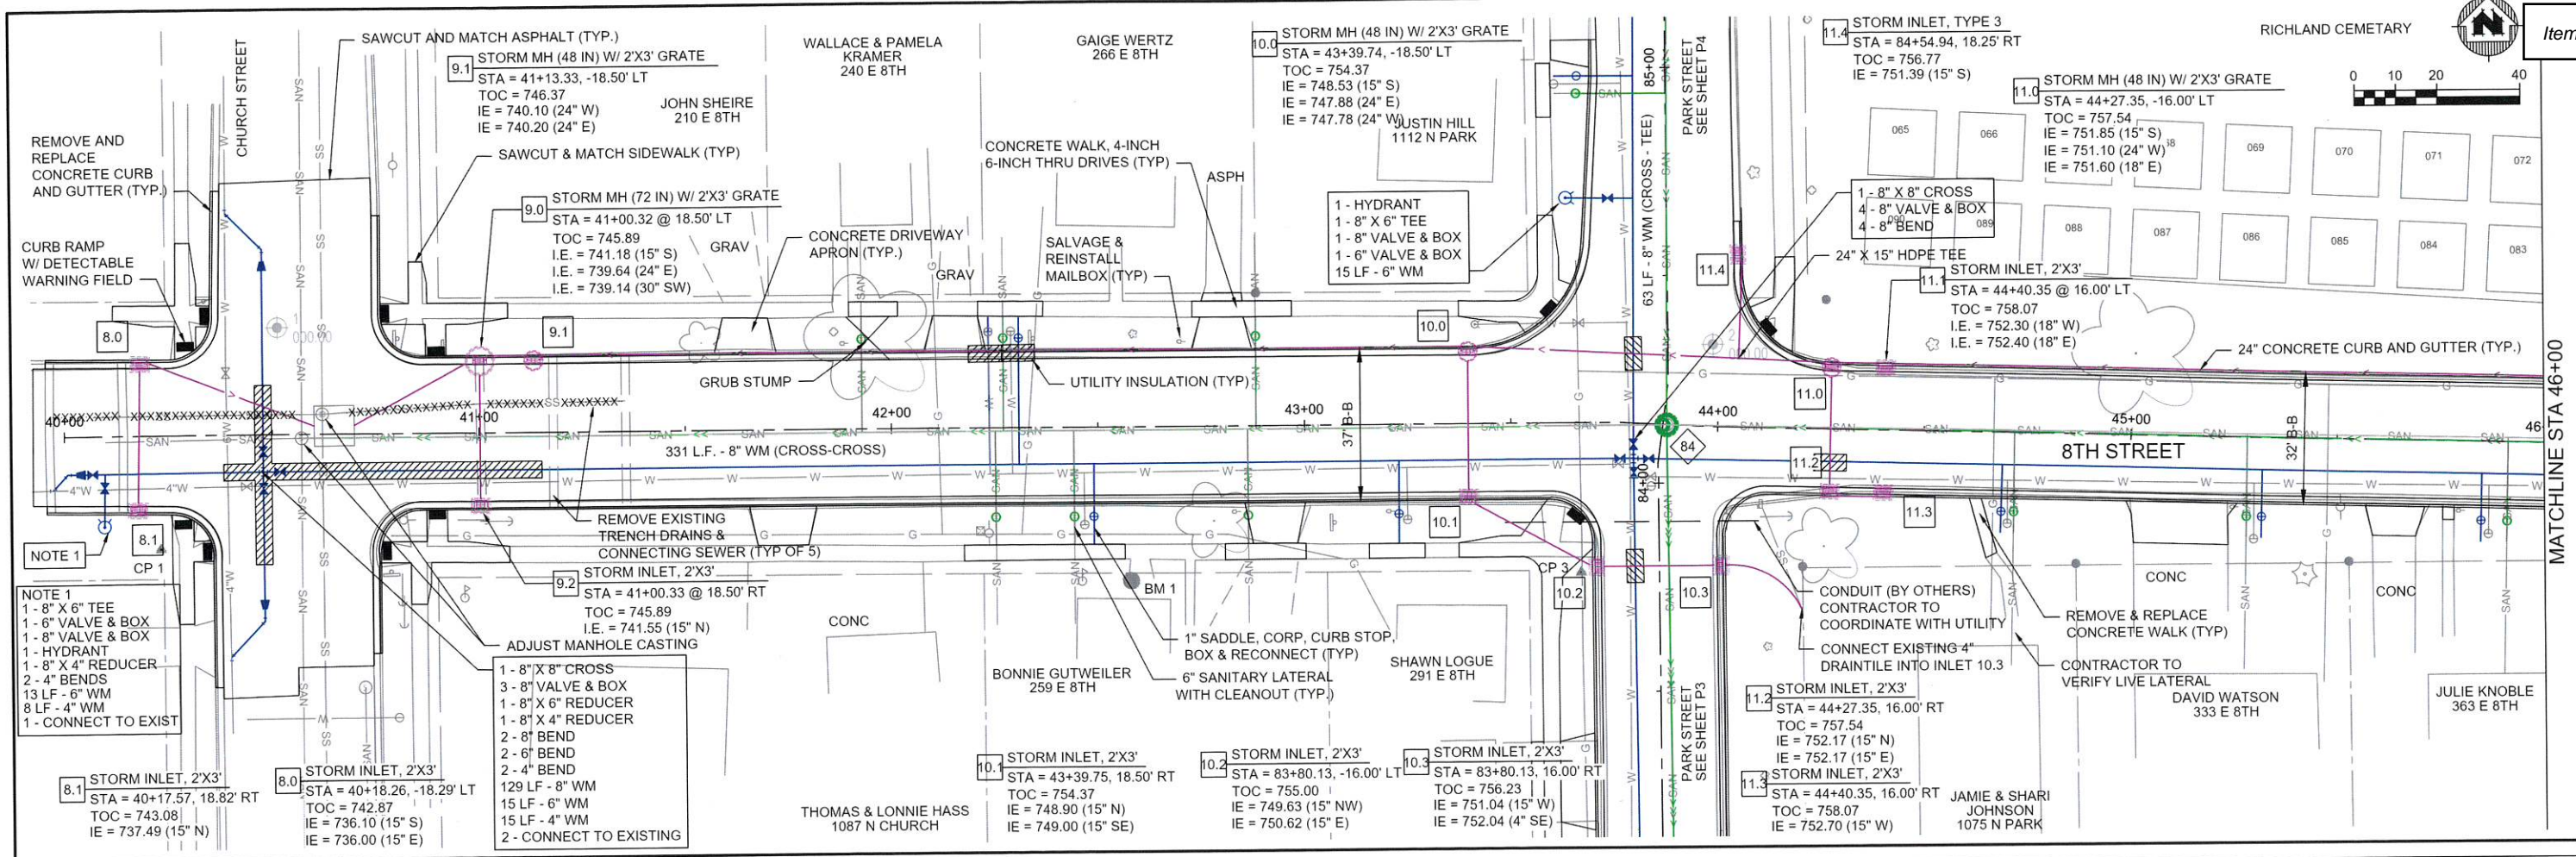 SAWCUT AND MATCH ASPHALT (TYP.)
CHURCH STREET
9.1 STORM MH (48 IN) W/ 2'X3' GRATE
STA = 41+13.33, -18.50' LT
TOC = 746.37
IE = 740.10 (24" W)
IE = 740.20 (24" E)
JOHN SHEIRE
210 E 8TH
WALLACE & PAMELA
KRAMER
240 E 8TH
GAIGE WERTZ
266 E 8TH
10.0 STORM MH (48 IN) W/ 2'X3' GRATE
STA = 43+39.74, -18.50' LT
TOC = 754.37
IE = 748.53 (15" S)
IE = 747.88 (24" E)
IE = 747.78 (24" W)
JUSTIN HILL
1112 N PARK
85+00
PARK STREET
SEE SHEET P4
11.4 STORM INLET, TYPE 3
STA = 84+54.94, 18.25' RT
TOC = 756.77
IE = 751.39 (15" S)
RICHLAND CEMETARY
N
Item
0 10 20 40
11.0 STORM MH (48 IN) W/ 2'X3' GRATE
STA = 44+27.35, -16.00' LT
TOC = 757.54
IE = 751.85 (15" S)
IE = 751.10 (24" W)
IE = 751.60 (18" E)
065 066 069 070 071 072
REMOVE AND
REPLACE
CONCRETE CURB
AND GUTTER (TYP.)
SAWCUT & MATCH SIDEWALK (TYP)
CONCRETE WALK, 4-INCH
6-INCH THRU DRIVES (TYP)
ASPH
9.0 STORM MH (72 IN) W/ 2'X3' GRATE
STA = 41+00.32 @ 18.50' LT
TOC = 745.89
I.E. = 741.18 (15" S)
I.E. = 739.64 (24" E)
I.E. = 739.14 (30" SW)
1 - HYDRANT
1 - 8" X 6" TEE
1 - 8" VALVE & BOX
1 - 6" VALVE & BOX
15 LF - 6" WM
63 LF - 8" WM (CROSS - TEE)
1 - 8" X 8" CROSS
4 - 8" VALVE & BOX
4 - 8" BEND
090 089 088 087 086 085 084 083
CURB RAMP
W/ DETECTABLE
WARNING FIELD
GRAV
CONCRETE DRIVEWAY
APRON (TYP.)
GRAV
SALVAGE &
REINSTALL
MAILBOX (TYP)
24" X 15" HDPE TEE
11.4
11.1 STORM INLET, 2'X3'
STA = 44+40.35 @ 16.00' LT
TOC = 758.07
I.E. = 752.30 (18" W)
I.E. = 752.40 (18" E)
8.0
9.1
10.0
24" CONCRETE CURB AND GUTTER (TYP.)
GRUB STUMP
UTILITY INSULATION (TYP)
11.0
40+00 41+00 42+00 43+00 44+00 45+00 46+
37' B-B
32' B-B
331 L.F. - 8" WM (CROSS-CROSS)
84
84+00
8TH STREET
MATCHLINE STA 46+00
11.2
4"W
4"W
6"W
4"W
NOTE 1
8.1
CP 1
REMOVE EXISTING
TRENCH DRAINS &
CONNECTING SEWER (TYP OF 5)
10.1
11.3
9.2 STORM INLET, 2'X3'
STA = 41+00.33 @ 18.50' RT
TOC = 745.89
I.E. = 741.55 (15" N)
BM 1
CP 3
10.2
10.3
CONC
CONC
CONC
NOTE 1
1 - 8" X 6" TEE
1 - 6" VALVE & BOX
1 - 8" VALVE & BOX
1 - HYDRANT
1 - 8" X 4" REDUCER
2 - 4" BENDS
13 LF - 6" WM
8 LF - 4" WM
1 - CONNECT TO EXIST
ADJUST MANHOLE CASTING
1 - 8" X 8" CROSS
3 - 8" VALVE & BOX
1 - 8" X 6" REDUCER
1 - 8" X 4" REDUCER
2 - 8" BEND
2 - 6" BEND
2 - 4" BEND
129 LF - 8" WM
15 LF - 6" WM
15 LF - 4" WM
2 - CONNECT TO EXISTING
1" SADDLE, CORP, CURB STOP,
BOX & RECONNECT (TYP)
6" SANITARY LATERAL
WITH CLEANOUT (TYP.)
BONNIE GUTWEILER
259 E 8TH
SHAWN LOGUE
291 E 8TH
CONDUIT (BY OTHERS)
CONTRACTOR TO
COORDINATE WITH UTILITY
CONNECT EXISTING 4"
DRAINTILE INTO INLET 10.3
REMOVE & REPLACE
CONCRETE WALK (TYP)
CONTRACTOR TO
VERIFY LIVE LATERAL
DAVID WATSON
333 E 8TH
JULIE KNOBLE
363 E 8TH
PARK STREET
SEE SHEET P3
8.1 STORM INLET, 2'X3'
STA = 40+17.57, 18.82' RT
TOC = 743.08
IE = 737.49 (15" N)
8.0 STORM INLET, 2'X3'
STA = 40+18.26, -18.29' LT
TOC = 742.87
IE = 736.10 (15" S)
IE = 736.00 (15" E)
THOMAS & LONNIE HASS
1087 N CHURCH
10.1 STORM INLET, 2'X3'
STA = 43+39.75, 18.50' RT
TOC = 754.37
IE = 748.90 (15" N)
IE = 749.00 (15" SE)
10.2 STORM INLET, 2'X3'
STA = 83+80.13, -16.00' LT
TOC = 755.00
IE = 749.63 (15" NW)
IE = 750.62 (15" E)
10.3 STORM INLET, 2'X3'
STA = 83+80.13, 16.00' RT
TOC = 756.23
IE = 751.04 (15" W)
IE = 752.04 (4" SE)
11.2 STORM INLET, 2'X3'
STA = 44+27.35, 16.00' RT
TOC = 757.54
IE = 752.17 (15" N)
IE = 752.17 (15" E)
11.3 STORM INLET, 2'X3'
STA = 44+40.35, 16.00' RT
TOC = 758.07
IE = 752.70 (15" W)
JAMIE & SHARI
JOHNSON
1075 N PARK